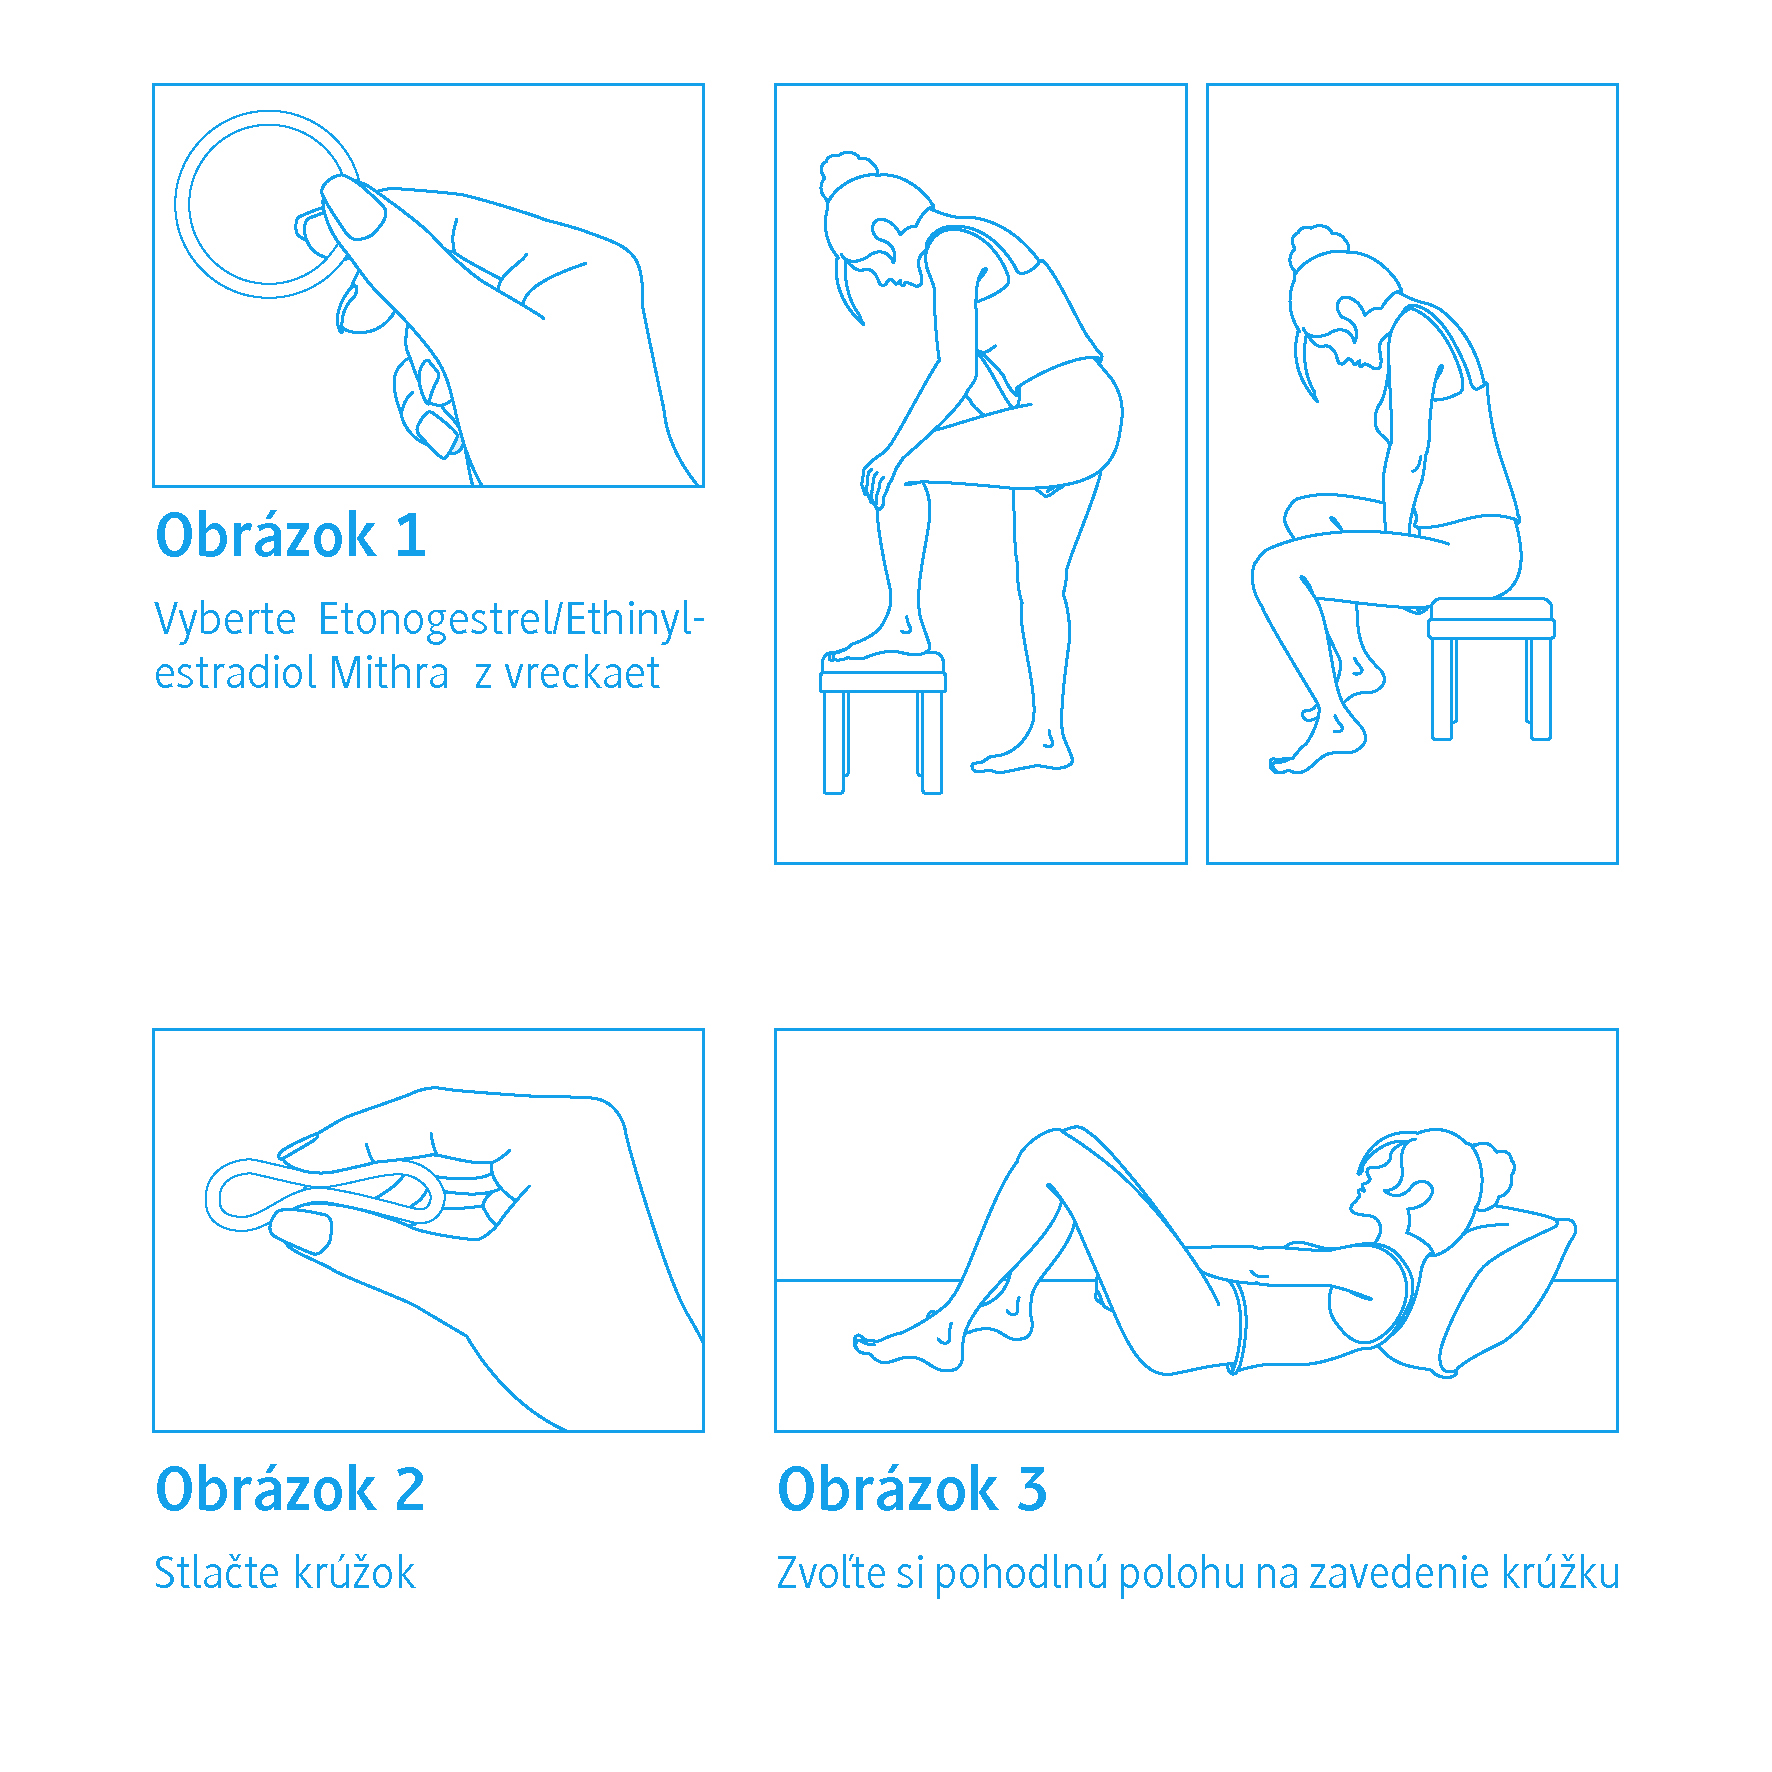 Obrázok 1
Vyberte Etonogestrel/Ethinyl-
estradiol Mithra z vreckaet
Obrázok 2
Stlačte krúžok
Obrázok 3
Zvoľte si pohodlnú polohu na zavedenie krúžku